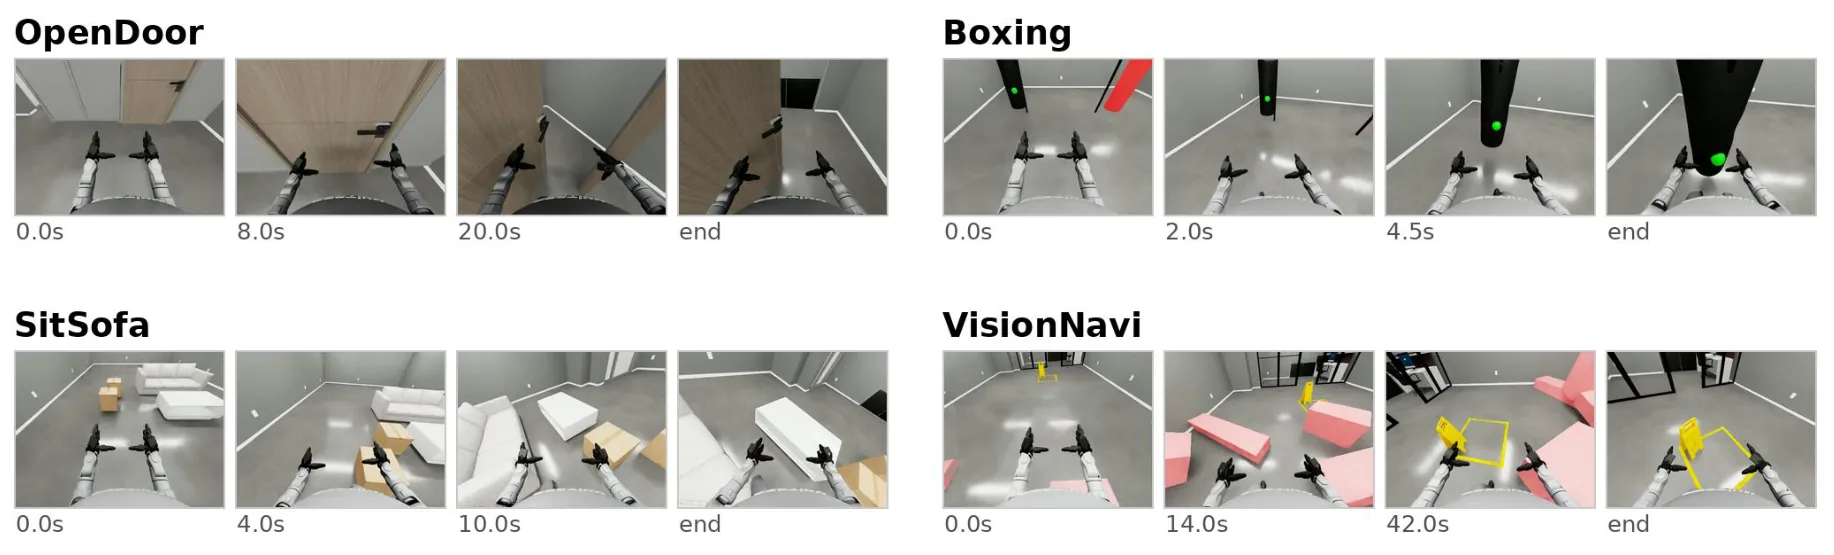 OpenDoor
0.0s 8.0s 20.0s end
Boxing
0.0s 2.0s 4.5s end
SitSofa
0.0s 4.0s 10.0s end
VisionNavi
0.0s 14.0s 42.0s end